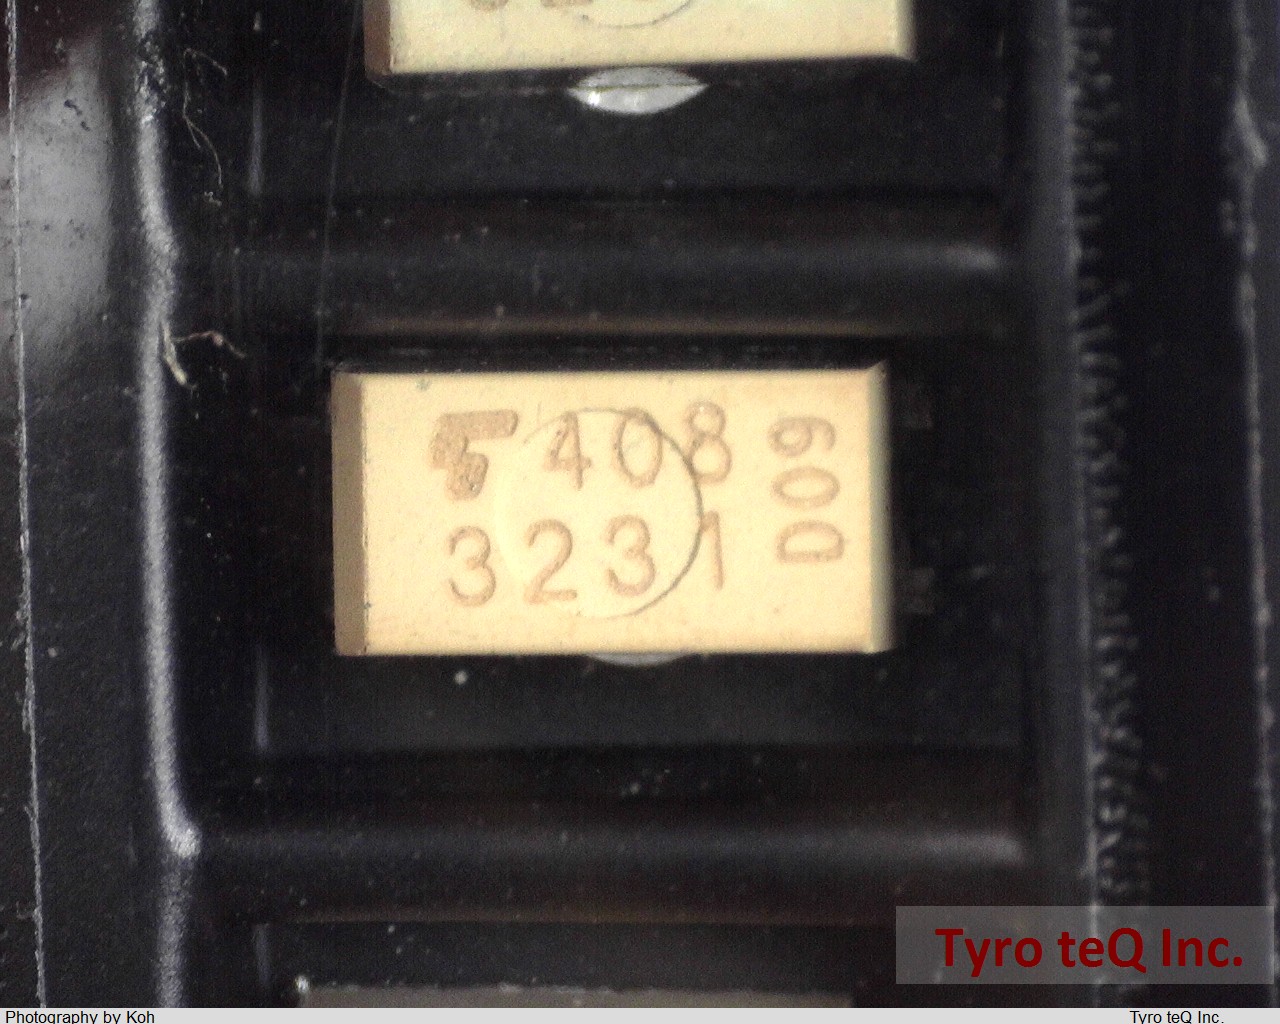 408
3231
D09
Tyro teQ Inc.
Photography by Koh
Tyro teQ Inc.